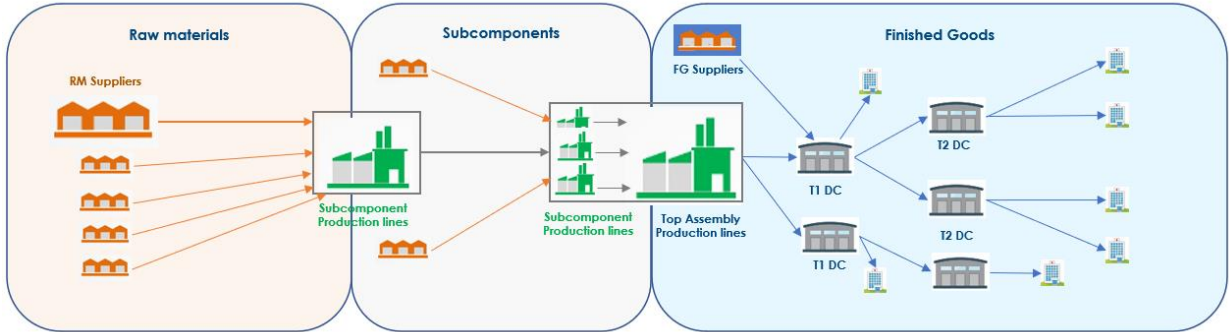 Raw materials
Subcomponents
Finished Goods
RM Suppliers
FG Suppliers
Subcomponent
Production lines
Subcomponent
Production lines
Top Assembly
Production lines
T1 DC
T1 DC
T2 DC
T2 DC